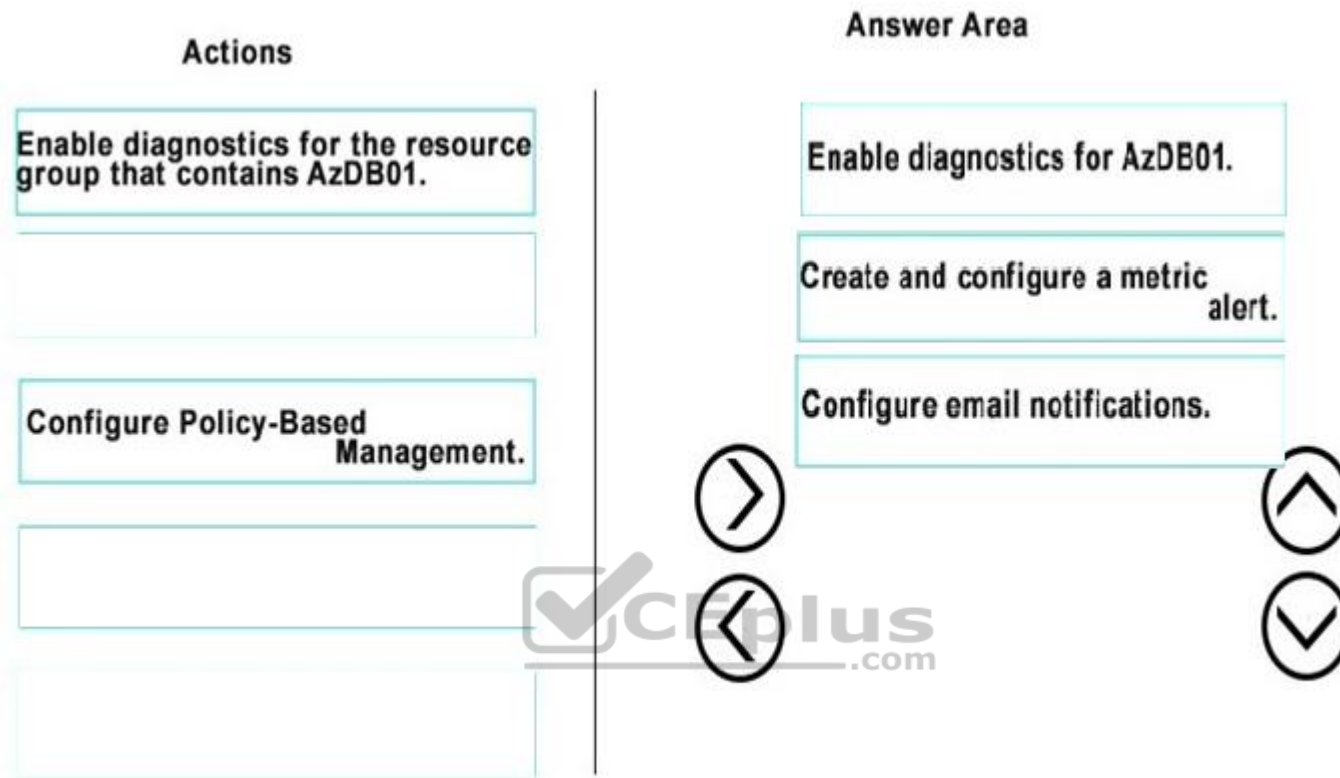 Actions
Answer Area
Enable diagnostics for the resource
group that contains AzDB01.
Configure Policy-Based
Management.
Enable diagnostics for AzDB01.
Create and configure a metric
alert.
Configure email notifications.
CEplus
.com